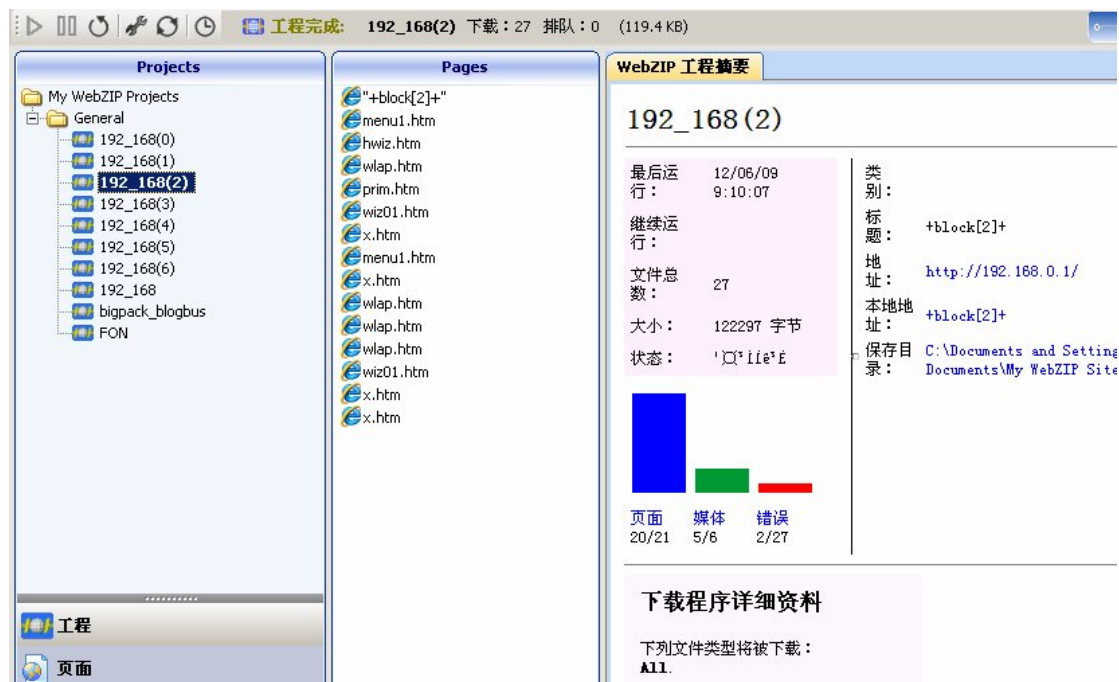 工程完成: 192_168(2) 下载：27 排队：0 (119.4 KB)
Projects
My WebZIP Projects
General
192_168(0)
192_168(1)
192_168(2)
192_168(3)
192_168(4)
192_168(5)
192_168(6)
192_168
bigpack_blogbus
FON
工程
页面
Pages
"+block[2]+"
menu1.htm
hwiz.htm
wlap.htm
prim.htm
wiz01.htm
x.htm
menu1.htm
x.htm
wlap.htm
wlap.htm
wlap.htm
wiz01.htm
x.htm
x.htm
WebZIP 工程摘要
192_168(2)
最后运行： 12/06/09 9:10:07
继续运行：
文件总数： 27
大小： 122297 字节
状态：
类别：
标题： +block[2]+
地址： http://192.168.0.1/
本地地址： +block[2]+
保存目录： C:\Documents and Setting
Documents\My WebZIP Site
页面 媒体 错误
20/21 5/6 2/27
下载程序详细资料
下列文件类型将被下载：
All.